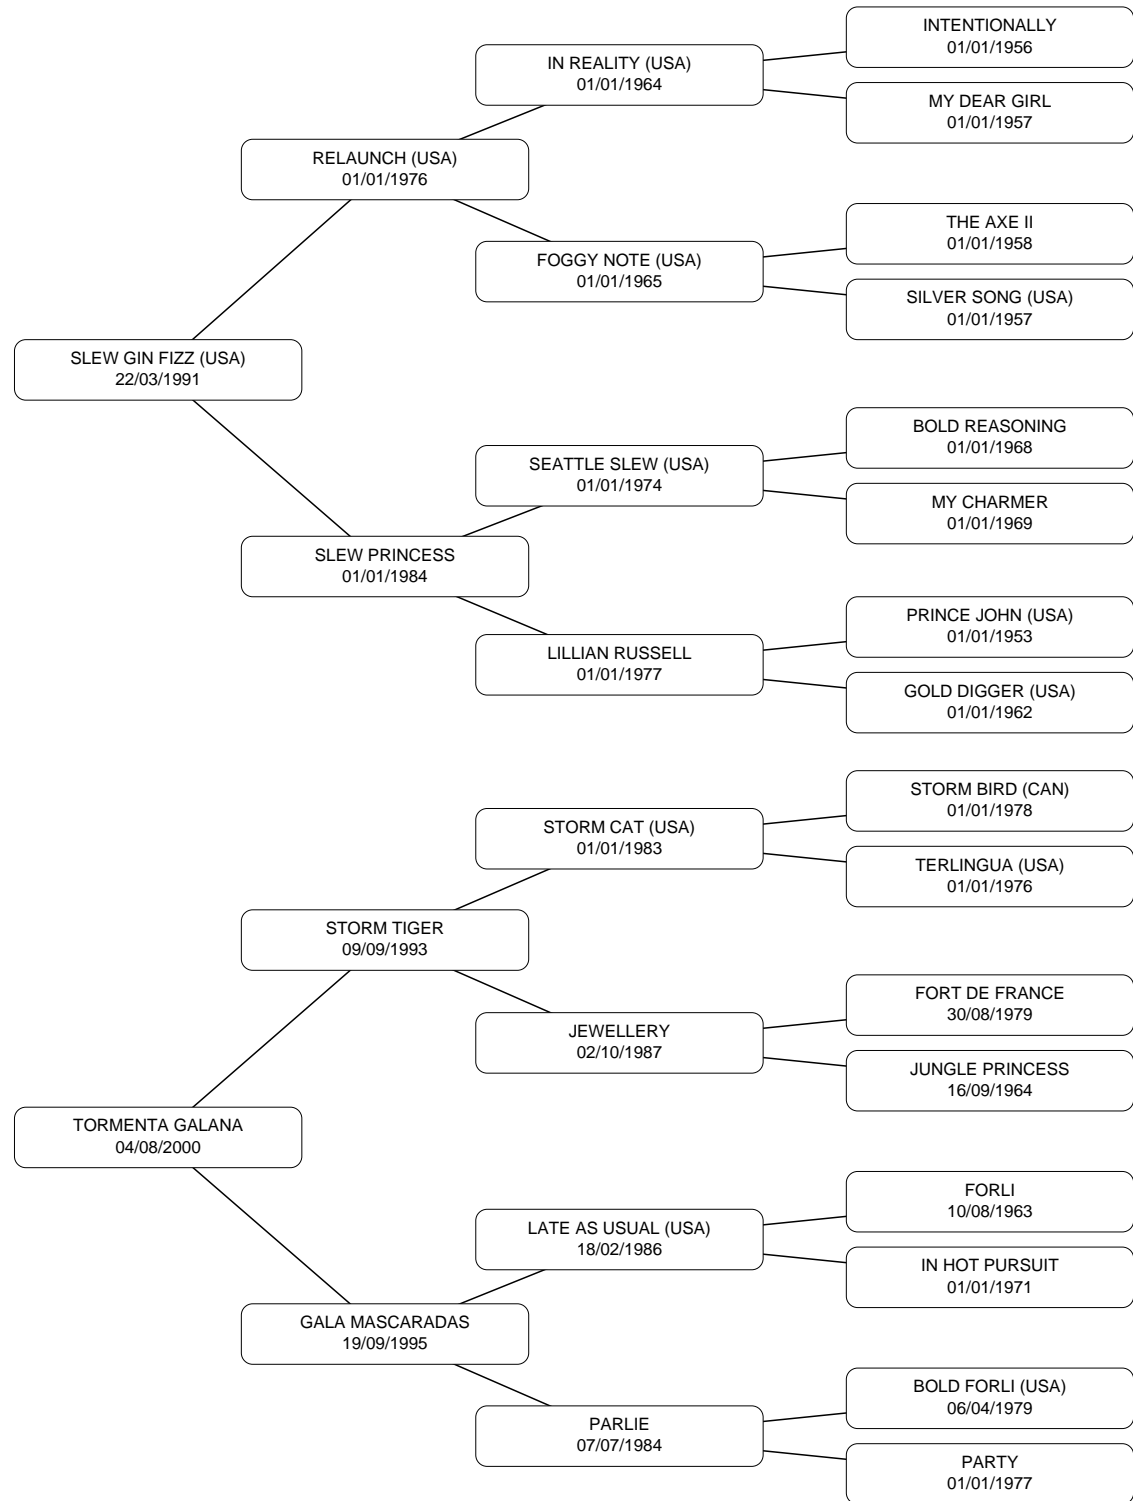 INTENTIONALLY
01/01/1956
IN REALITY (USA)
01/01/1964
MY DEAR GIRL
01/01/1957
RELAUNCH (USA)
01/01/1976
THE AXE II
01/01/1958
FOGGY NOTE (USA)
01/01/1965
SILVER SONG (USA)
01/01/1957
SLEW GIN FIZZ (USA)
22/03/1991
BOLD REASONING
01/01/1968
SEATTLE SLEW (USA)
01/01/1974
MY CHARMER
01/01/1969
SLEW PRINCESS
01/01/1984
PRINCE JOHN (USA)
01/01/1953
LILLIAN RUSSELL
01/01/1977
GOLD DIGGER (USA)
01/01/1962
STORM BIRD (CAN)
01/01/1978
STORM CAT (USA)
01/01/1983
TERLINGUA (USA)
01/01/1976
STORM TIGER
09/09/1993
FORT DE FRANCE
30/08/1979
JEWELLERY
02/10/1987
JUNGLE PRINCESS
16/09/1964
TORMENTA GALANA
04/08/2000
FORLI
10/08/1963
LATE AS USUAL (USA)
18/02/1986
IN HOT PURSUIT
01/01/1971
GALA MASCARADAS
19/09/1995
BOLD FORLI (USA)
06/04/1979
PARLIE
07/07/1984
PARTY
01/01/1977